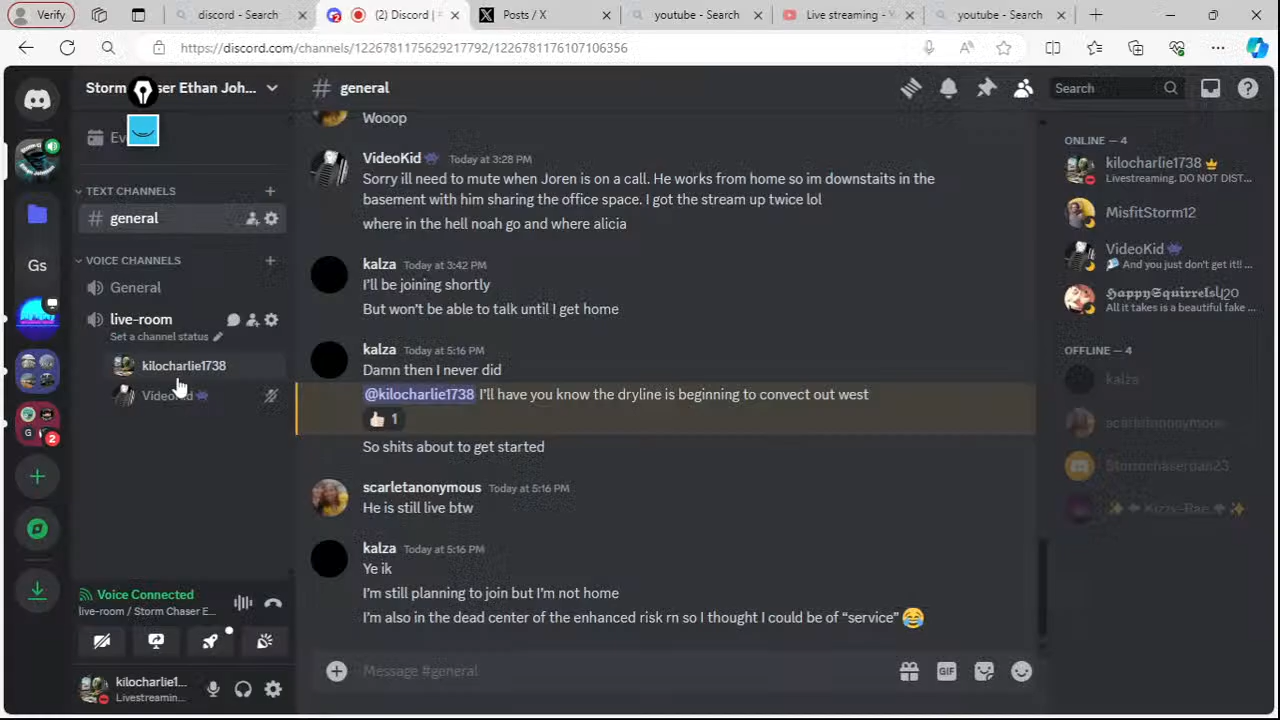 Verify
discord - Search
(2) Discord |
Posts / X
youtube - Search
Live streaming - Y
youtube - Search
https://discord.com/channels/1226781175629217792/1226781176107106356
Storm
ser Ethan Joh...
general
Search
Ev
TEXT CHANNELS
general
VOICE CHANNELS
General
live-room
Set a channel status
kilocharlie1738
Gs
2
Wooop
VideoKid Today at 3:28 PM
Sorry ill need to mute when Joren is on a call. He works from home so im downstaits in the
basement with him sharing the office space. I got the stream up twice lol
where in the hell noah go and where alicia
kalza Today at 3:42 PM
I'll be joining shortly
But won't be able to talk until I get home
kalza Today at 5:16 PM
Damn then I never did
@kilocharlie1738 I'll have you know the dryline is beginning to convect out west
👍🏻 1
So shits about to get started
scarletanonymous Today at 5:16 PM
He is still live btw
kalza Today at 5:16 PM
Ye ik
I'm still planning to join but I'm not home
I'm also in the dead center of the enhanced risk rn so I thought I could be of “service” 😂
Message #general
GIF
ONLINE — 4
kilocharlie1738
Livestreaming. DO NOT DIST...
MisfitStorm12
VideoKid
And you just don't get it!! ...
𝕳𝖆𝖕𝖕𝖞𝕾𝖖𝖚𝖎𝖗𝖗𝖊𝖑𝖘420
All it takes is a beautiful fake ...
OFFLINE — 4
kalza
scarletanonymou
Stormchaserdan23
Kizzy-Rae
Voice Connected
live-room / Storm Chaser E...
kilocharlie1...
Livestreamin...